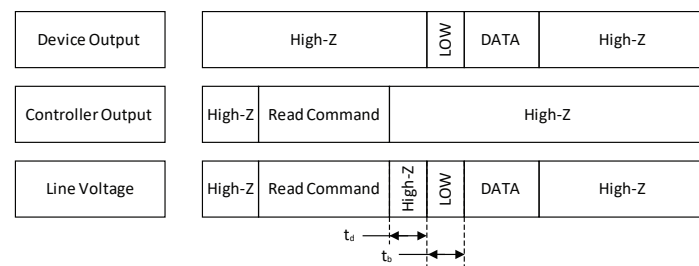 Device Output High-Z LOW DATA High-Z
Controller Output High-Z Read Command High-Z
Line Voltage High-Z Read Command High-Z LOW DATA High-Z
td
tb